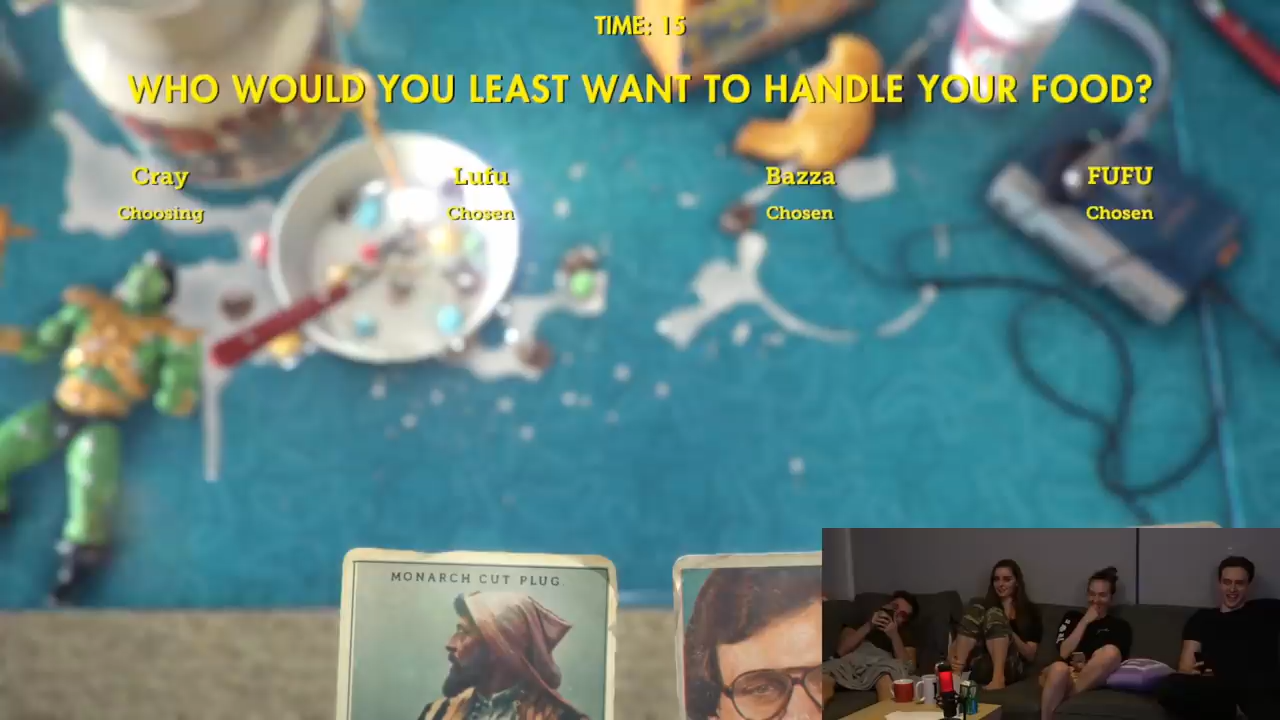 TIME: 15
WHO WOULD YOU LEAST WANT TO HANDLE YOUR FOOD?
Cray Lufu Bazza FUFU
Choosing Chosen Chosen Chosen
MONARCH CUT PLUG.